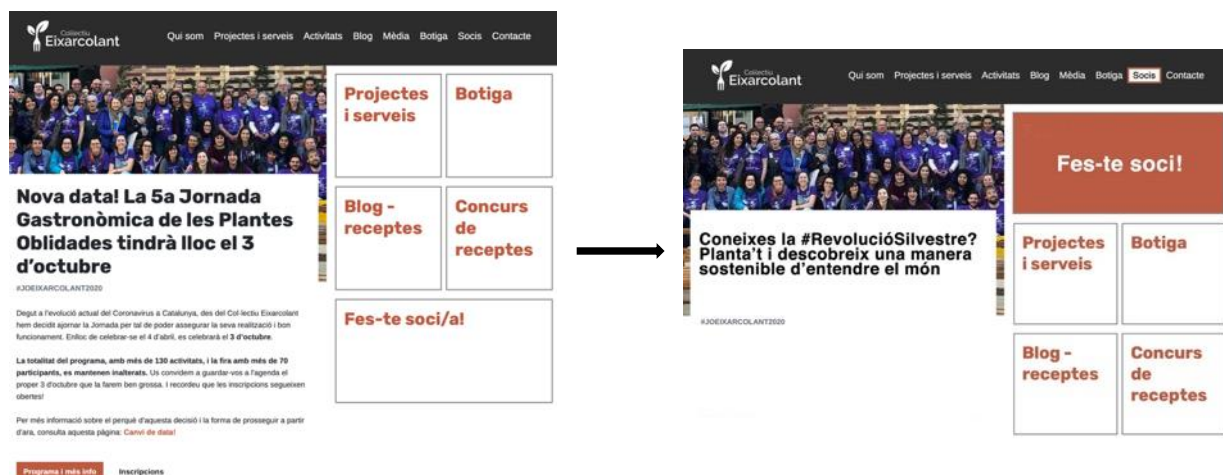 Col·lectiu
Eixarcolant
Qui som Projectes i serveis Activitats Blog Mèdia Botiga Socis Contacte
Nova data! La 5a Jornada
Gastronòmica de les Plantes
Oblidades tindrà lloc el 3
d'octubre
#JOEIXARCOLANT2020
Degut a l'evolució actual del Coronavirus a Catalunya, des del Col·lectiu Eixarcolant
hem decidit ajornar la Jornada per tal de poder assegurar la seva realització i bon
funcionament. Enlloc de celebrar-se el 4 d'abril, es celebrarà el 3 d'octubre.
La totalitat del programa, amb més de 130 activitats, i la fira amb més de 70
participants, es mantenen inalterats. Us convidem a guardar-vos a l'agenda el
proper 3 d'octubre que la farem ben grossa. I recordeu que les inscripcions segueixen
obertes!
Per més informació sobre el perquè d'aquesta decisió i la forma de prosseguir a partir
d'ara, consulta aquesta pàgina: Canvi de data!
Programa i més info Inscripcions
Projectes
i serveis
Botiga
Blog -
receptes
Concurs
de
receptes
Fes-te soci/a!
Col·lectiu
Eixarcolant
Qui som Projectes i serveis Activitats Blog Mèdia Botiga Socis Contacte
Coneixes la #RevolucióSilvestre?
Planta't i descobreix una manera
sostenible d'entendre el món
#JOEIXARCOLANT2020
Fes-te soci!
Projectes
i serveis
Botiga
Blog -
receptes
Concurs
de
receptes